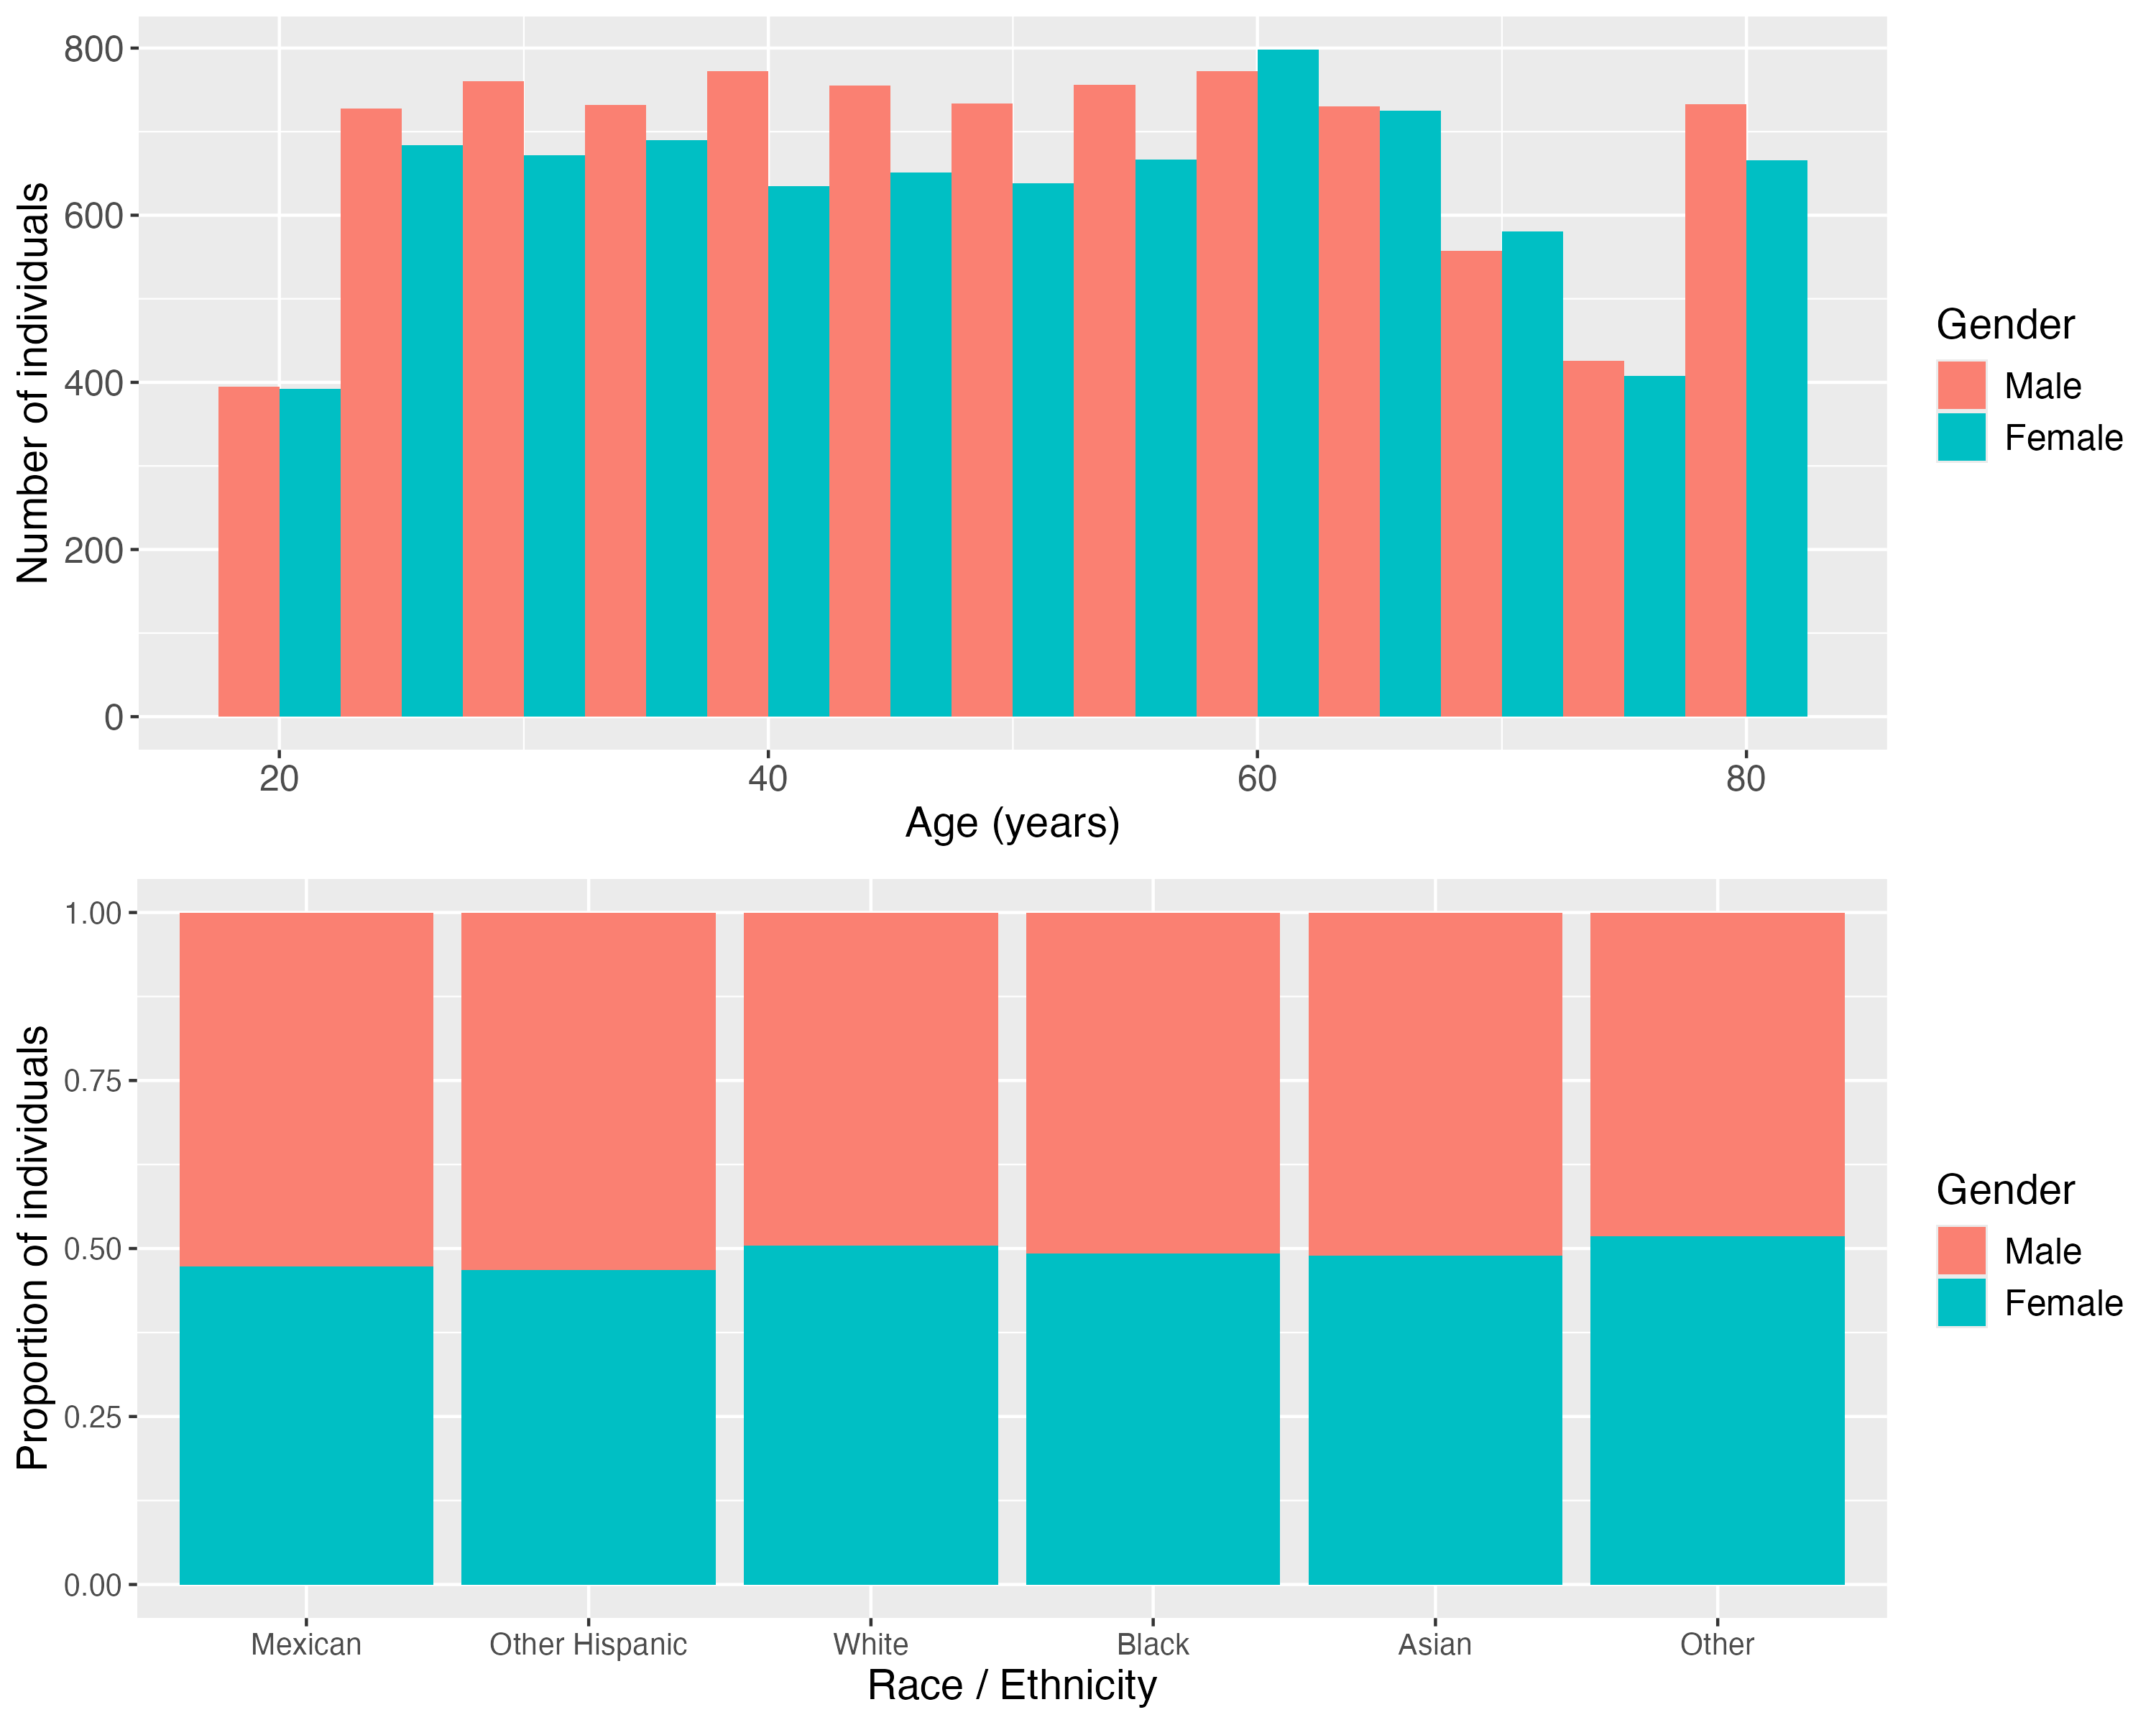 800
600
400
200
0
Number of individuals
20 40 60 80
Age (years)
Gender
Male
Female
1.00
0.75
0.50
0.25
0.00
Proportion of individuals
Mexican Other Hispanic White Black Asian Other
Race / Ethnicity
Gender
Male
Female